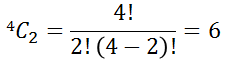 ⁴C₂ = 4! / 2! (4 − 2)! = 6